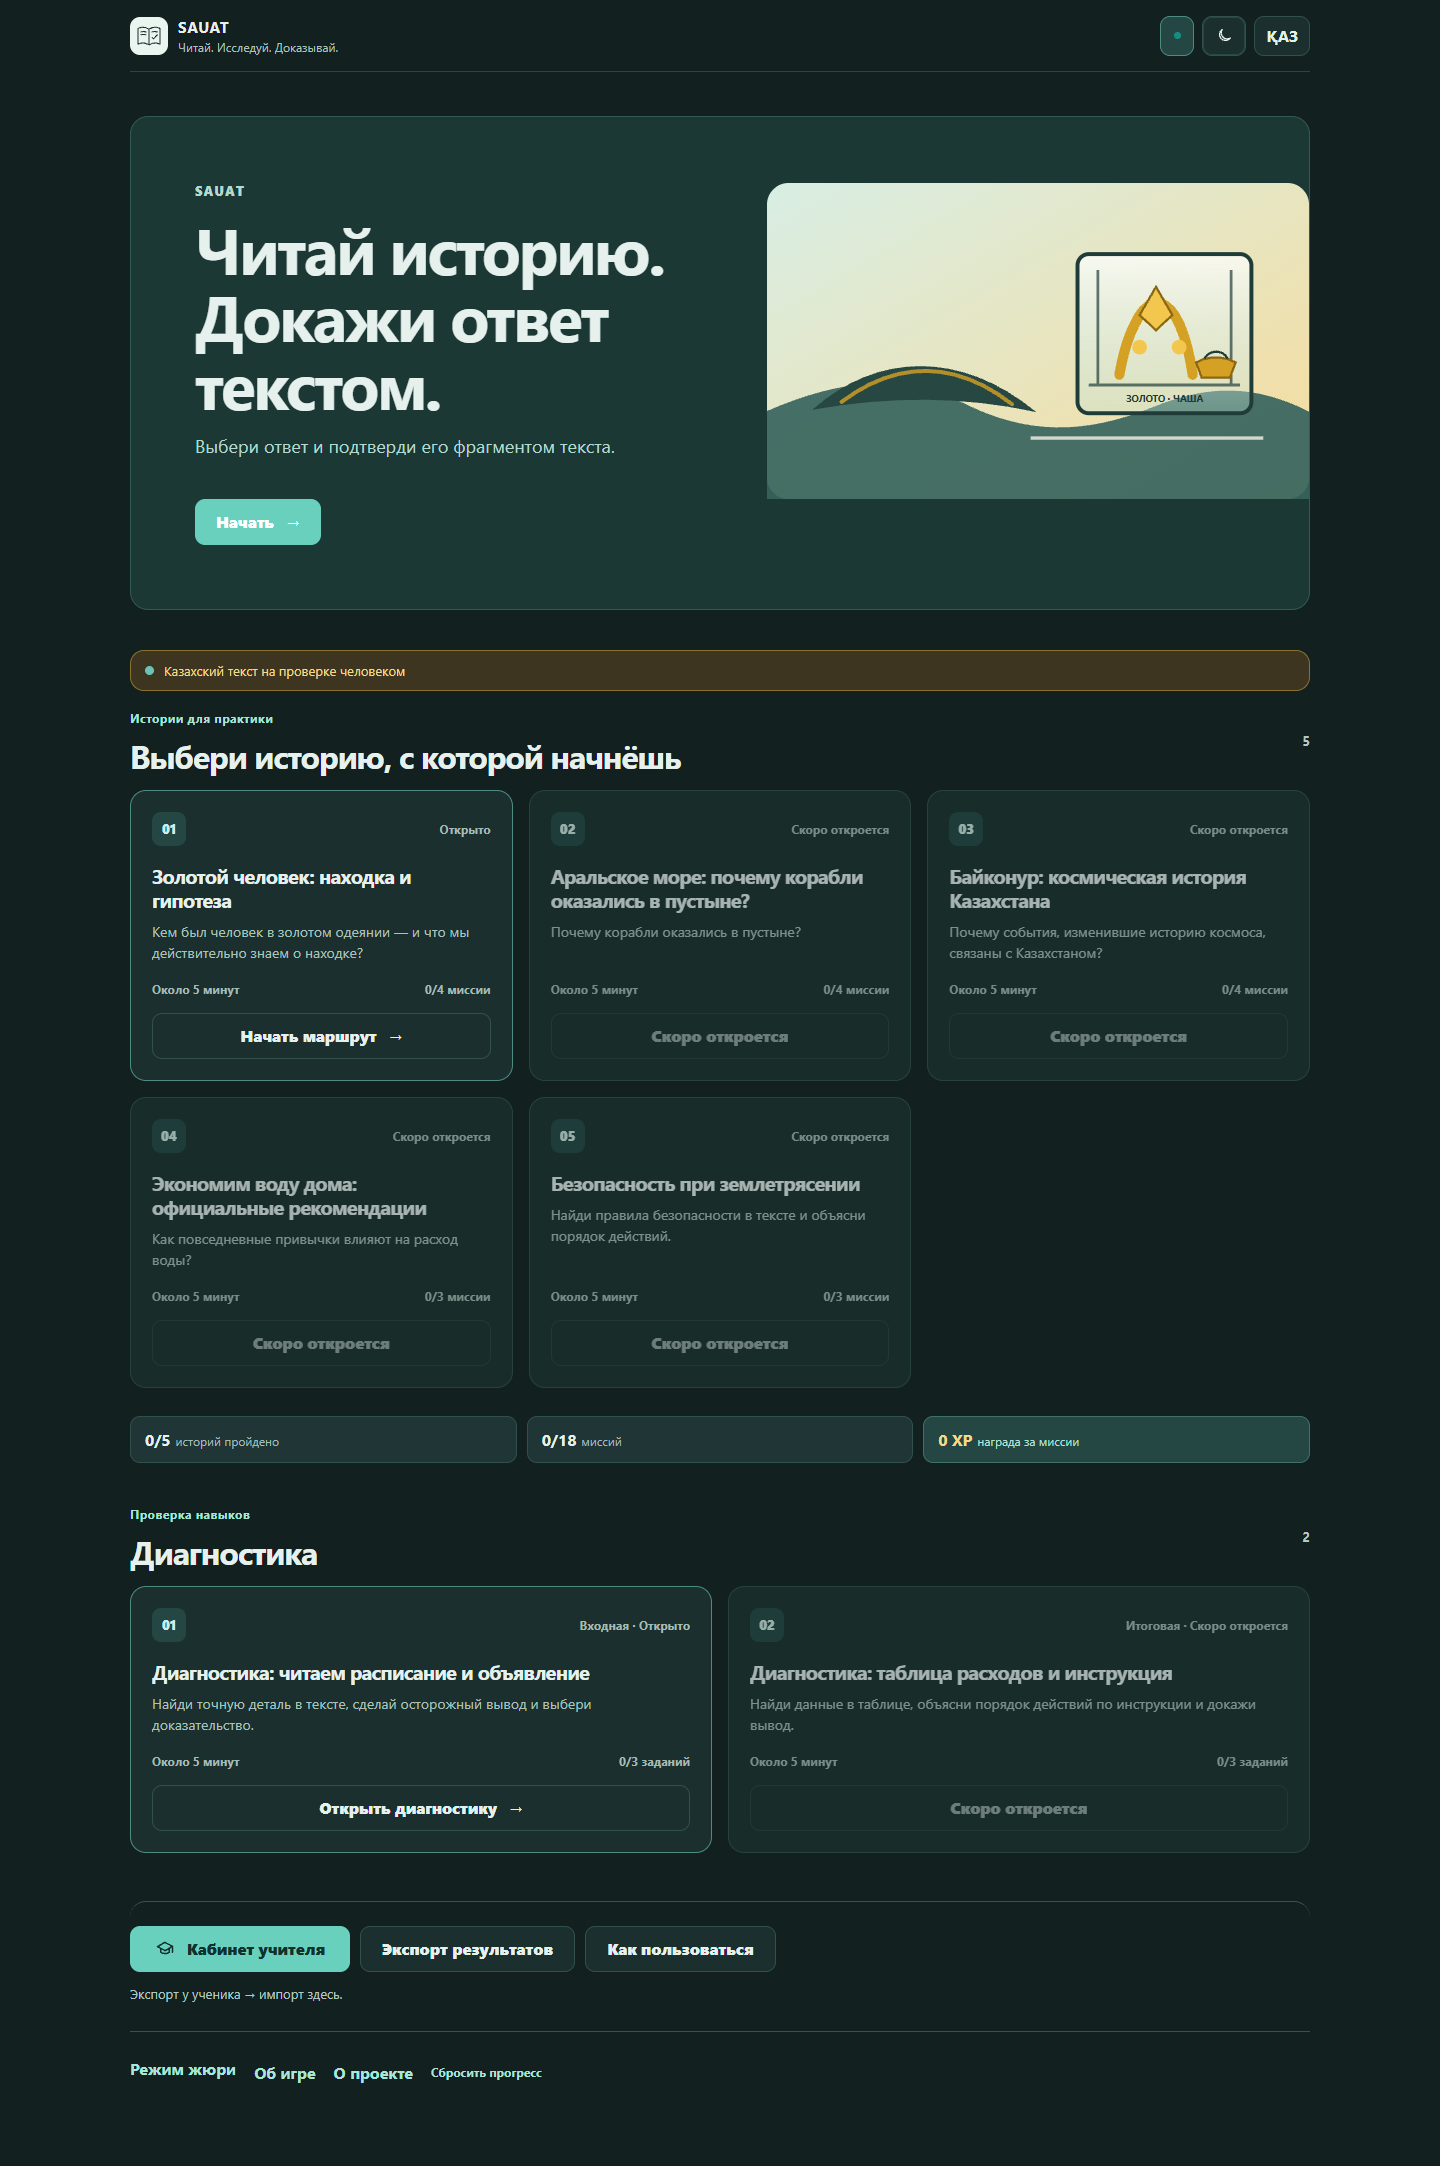 SAUAT
Читай. Исследуй. Доказывай.
ҚАЗ
SAUAT
Читай историю.
Докажи ответ
текстом.
Выбери ответ и подтверди его фрагментом текста.
Начать →
ЗОЛОТО · ЧАША
Казахский текст на проверке человеком
Истории для практики
Выбери историю, с которой начнёшь
5
01
Открыто
Золотой человек: находка и
гипотеза
Кем был человек в золотом одеянии — и что мы
действительно знаем о находке?
Около 5 минут
0/4 миссии
Начать маршрут →
02
Скоро откроется
Аральское море: почему корабли
оказались в пустыне?
Почему корабли оказались в пустыне?
Около 5 минут
0/4 миссии
Скоро откроется
03
Скоро откроется
Байконур: космическая история
Казахстана
Почему события, изменившие историю космоса,
связаны с Казахстаном?
Около 5 минут
0/4 миссии
Скоро откроется
04
Скоро откроется
Экономим воду дома:
официальные рекомендации
Как повседневные привычки влияют на расход
воды?
Около 5 минут
0/3 миссии
Скоро откроется
05
Скоро откроется
Безопасность при землетрясении
Найди правила безопасности в тексте и объясни
порядок действий.
Около 5 минут
0/3 миссии
Скоро откроется
0/5 историй пройдено
0/18 миссий
0 XP награда за миссии
Проверка навыков
Диагностика
2
01
Входная · Открыто
Диагностика: читаем расписание и объявление
Найди точную деталь в тексте, сделай осторожный вывод и выбери
доказательство.
Около 5 минут
0/3 заданий
Открыть диагностику →
02
Итоговая · Скоро откроется
Диагностика: таблица расходов и инструкция
Найди данные в таблице, объясни порядок действий по инструкции и докажи
вывод.
Около 5 минут
0/3 заданий
Скоро откроется
Кабинет учителя
Экспорт результатов
Как пользоваться
Экспорт у ученика → импорт здесь.
Режим жюри
Об игре
О проекте
Сбросить прогресс